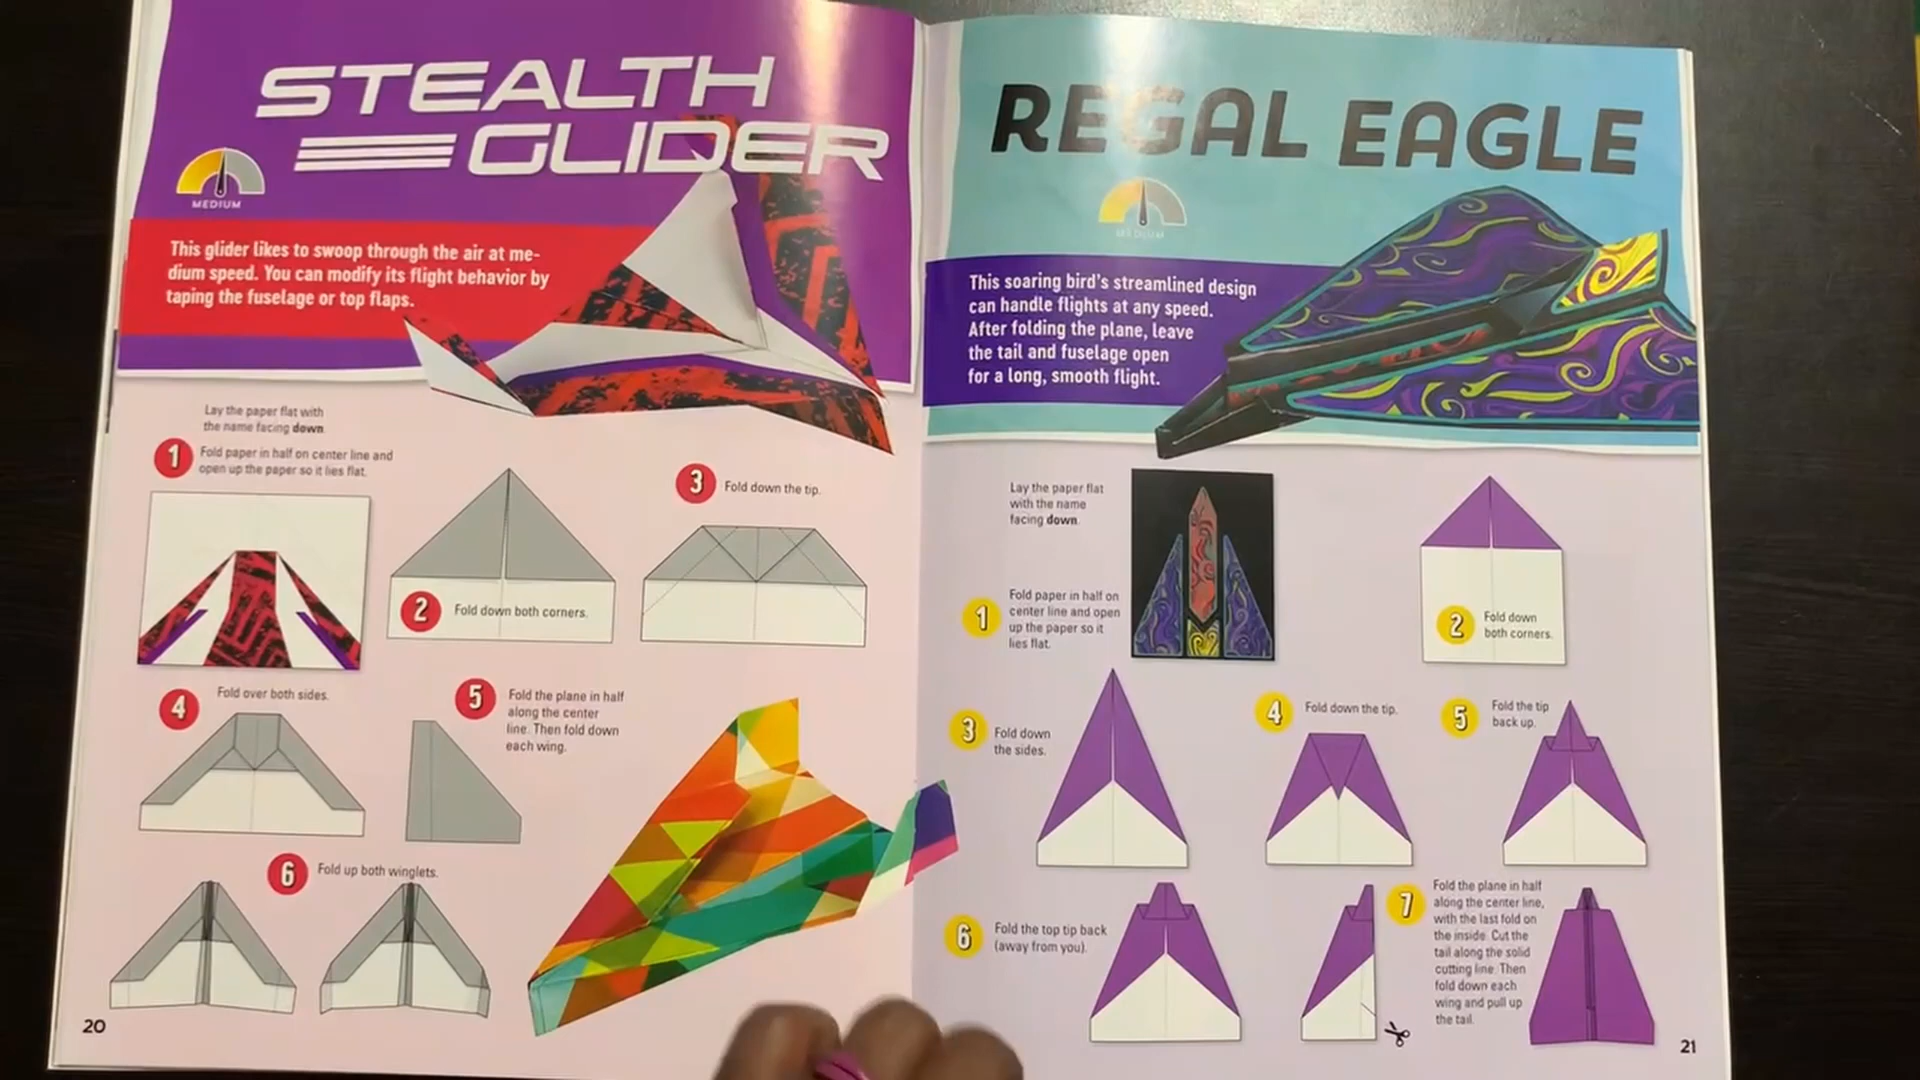 STEALTH
GLIDER
MEDIUM
This glider likes to swoop through the air at me-
dium speed. You can modify its flight behavior by
taping the fuselage or top flaps.
Lay the paper flat with
the name facing down.
1
Fold paper in half on center line and
open up the paper so it lies flat.
2
Fold down both corners.
3
Fold down the tip.
4
Fold over both sides.
5
Fold the plane in half
along the center
line. Then fold down
each wing.
6
Fold up both winglets.
20
REGAL EAGLE
MEDIUM
This soaring bird's streamlined design
can handle flights at any speed.
After folding the plane, leave
the tail and fuselage open
for a long, smooth flight.
Lay the paper flat
with the name
facing down.
1
Fold paper in half on
center line and open
up the paper so it
lies flat.
2
Fold down
both corners.
3
Fold down
the sides.
4
Fold down the tip.
5
Fold the tip
back up.
6
Fold the top tip back
(away from you).
7
Fold the plane in half
along the center line,
with the last fold on
the inside. Cut the
tail along the solid
cutting line. Then
fold down each
wing and pull up
the tail.
21